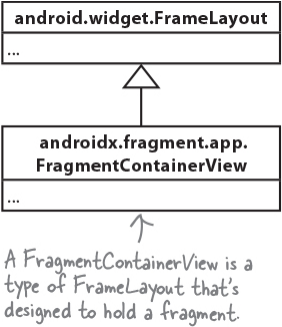 android.widget.FrameLayout
...
androidx.fragment.app.
FragmentContainerView
...
A FragmentContainerView is a
type of FrameLayout that's
designed to hold a fragment.